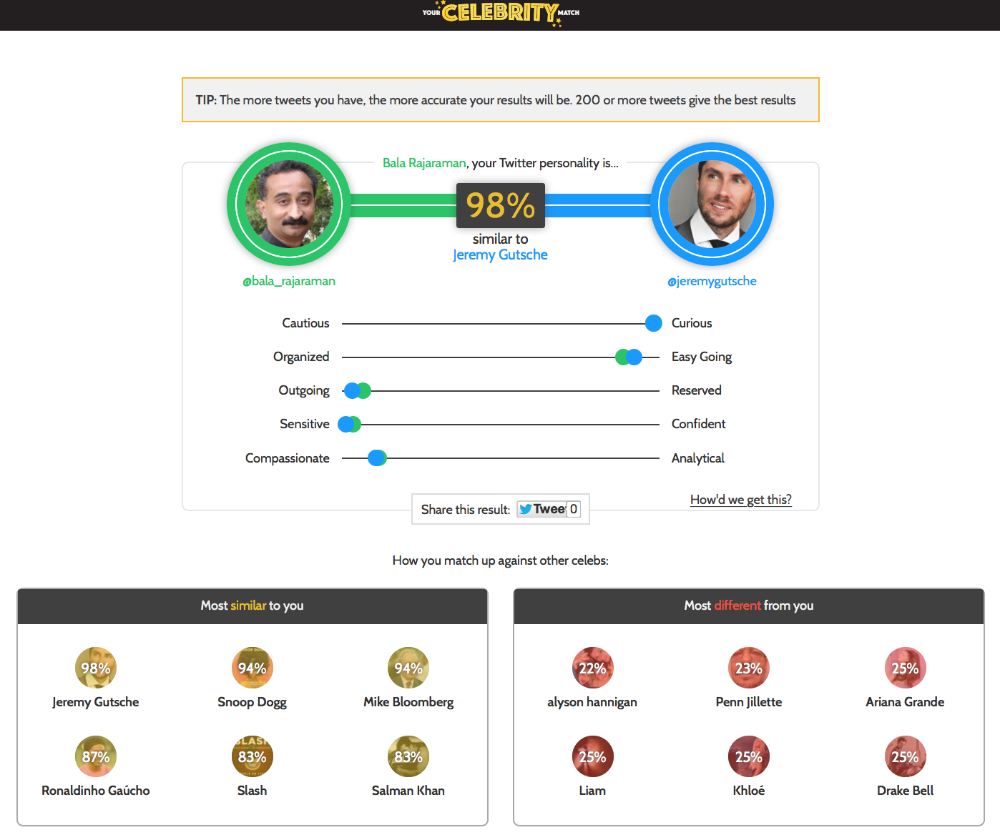 YOUR CELEBRITY MATCH
TIP: The more tweets you have, the more accurate your results will be. 200 or more tweets give the best results
Bala Rajaraman, your Twitter personality is...
98%
similar to
Jeremy Gutsche
@bala_rajaraman
@jeremygutsche
Cautious Curious
Organized Easy Going
Outgoing Reserved
Sensitive Confident
Compassionate Analytical
How'd we get this?
Share this result: Twee 0
How you match up against other celebs:
Most similar to you
98% 94% 94%
Jeremy Gutsche Snoop Dogg Mike Bloomberg
87% 83% 83%
Ronaldinho Gaúcho Slash Salman Khan
Most different from you
22% 23% 25%
alyson hannigan Penn Jillette Ariana Grande
25% 25% 25%
Liam Khloé Drake Bell